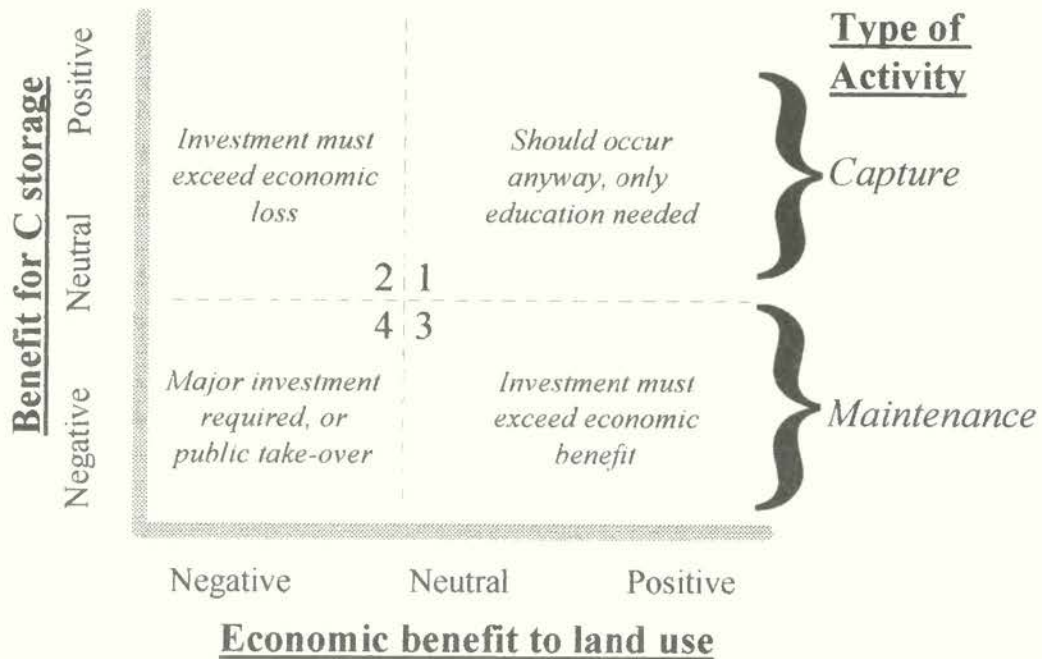 Type of
Activity
Benefit for C storage
Positive
Neutral
Negative
Investment must
exceed economic
loss
Should occur
anyway, only
education needed
Capture
2 1
4 3
Major investment
required, or
public take-over
Investment must
exceed economic
benefit
Maintenance
Negative Neutral Positive
Economic benefit to land use